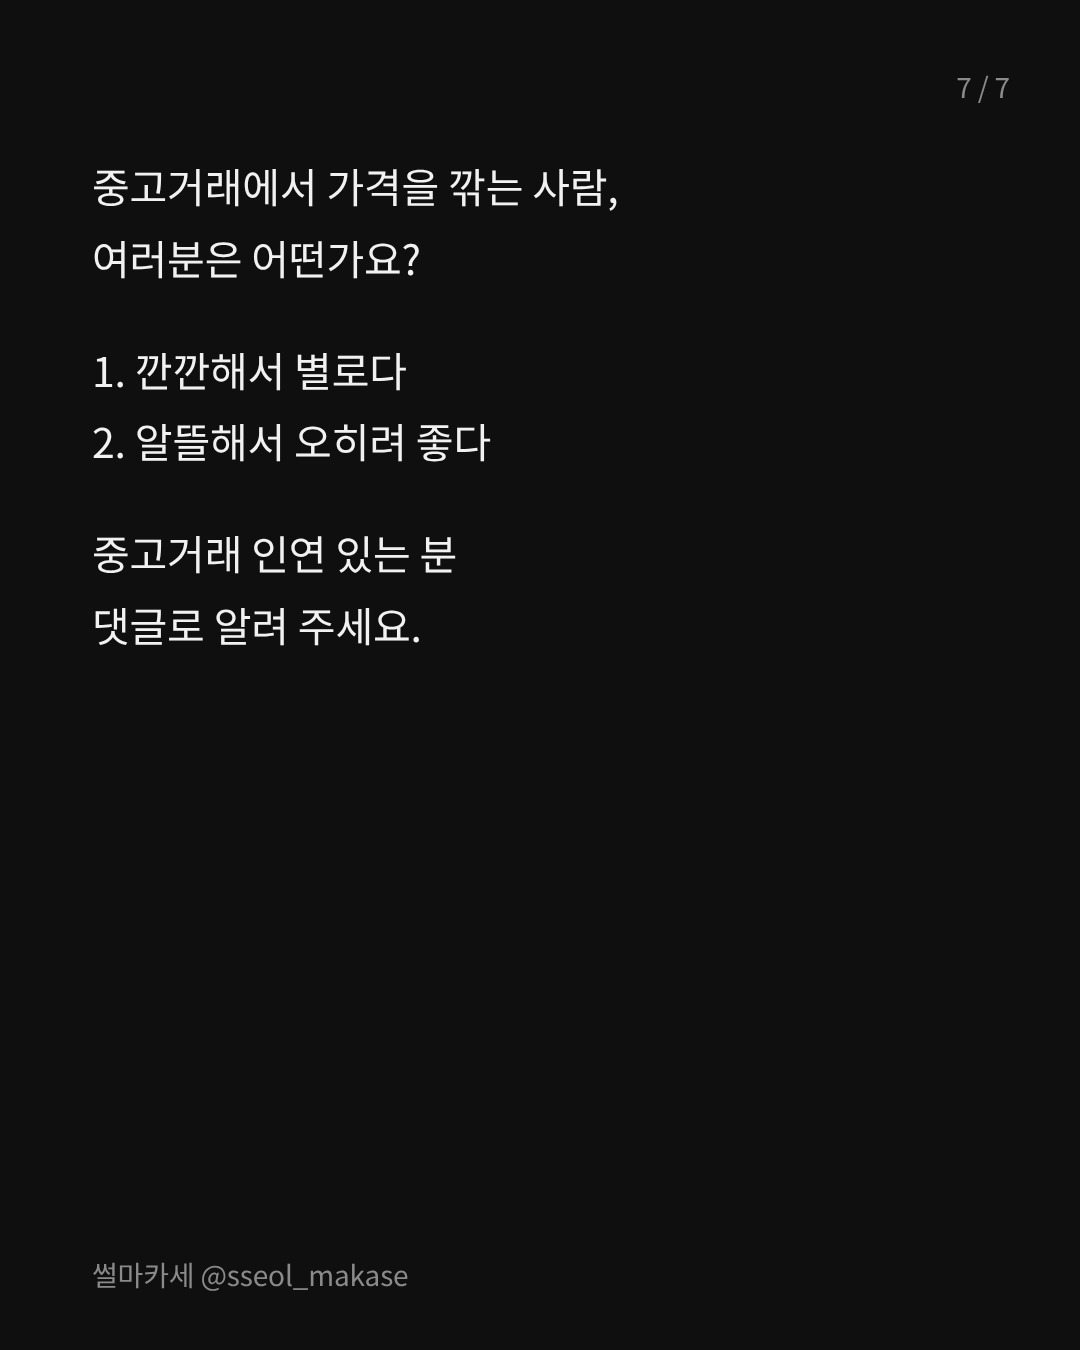 7 / 7
중고거래에서 가격을 깎는 사람,
여러분은 어떤가요?
1. 깐깐해서 별로다
2. 알뜰해서 오히려 좋다
중고거래 인연 있는 분
댓글로 알려 주세요.
썰마카세 @sseol_makase